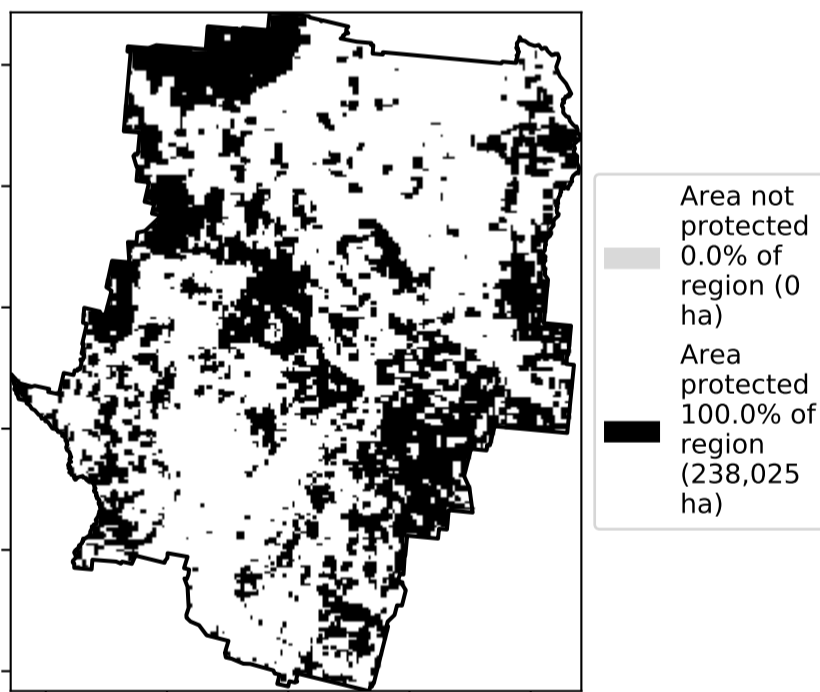 Area not
protected
0.0% of
region (0
ha)
Area
protected
100.0% of
region
(238,025
ha)